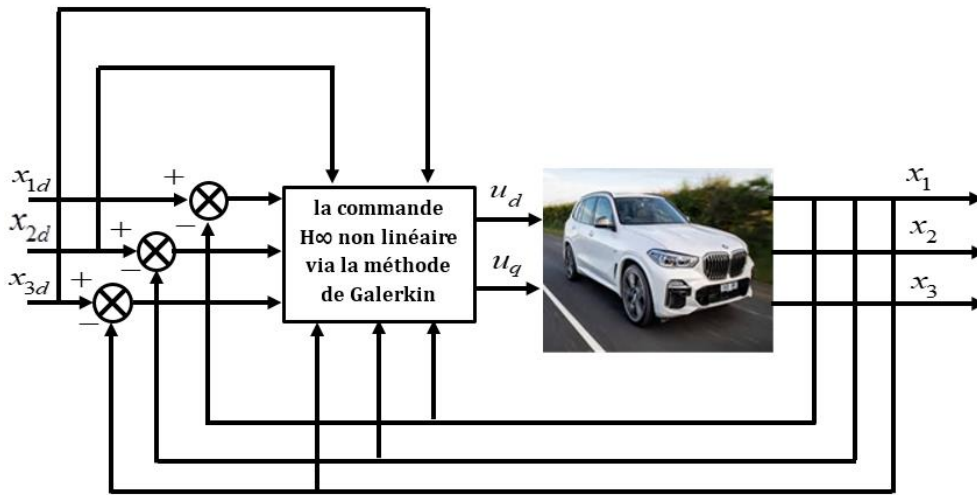 x1d
x2d
x3d
+
−
+
−
+
−
la commande
H∞ non linéaire
via la méthode
de Galerkin
ud
uq
x1
x2
x3